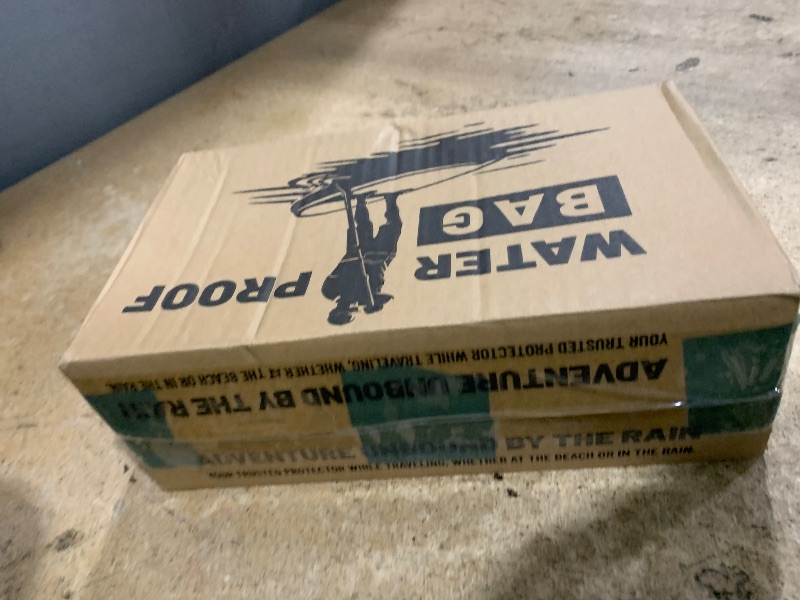 WATER PROOF
BAG
YOUR TRUSTED PROTECTOR WHILE TRAVELING, WHETHER AT THE BEACH OR IN THE RAIN.
ADVENTURE UNBOUND BY THE
ADVENTURE UNBOUND BY THE RAIN
YOUR TRUSTED PROTECTOR WHILE TRAVELING, WHETHER AT THE BEACH OR IN THE RAIN.